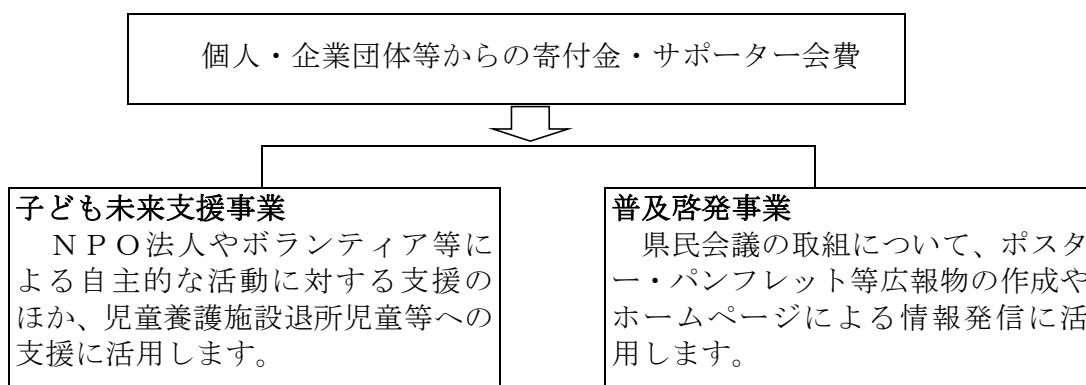 個人・企業団体等からの寄付金・サポーター会費
子ども未来支援事業
ＮＰＯ法人やボランティア等に
よる自主的な活動に対する支援の
ほか、児童養護施設退所児童等への
支援に活用します。
普及啓発事業
県民会議の取組について、ポスタ
ー・パンフレット等広報物の作成や
ホームページによる情報発信に活
用します。